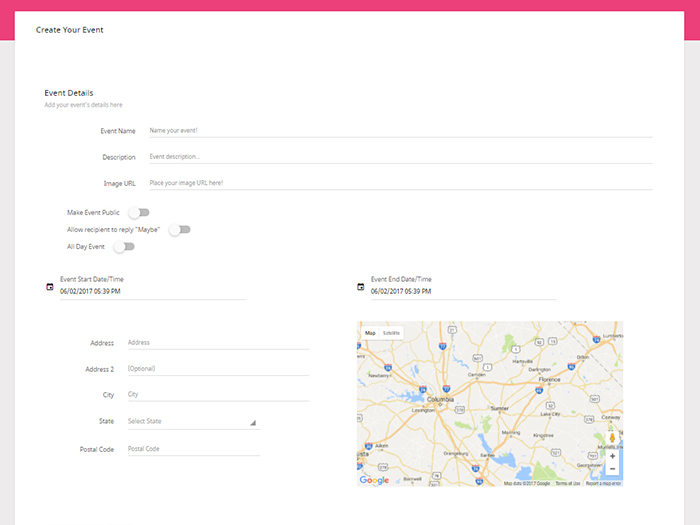 Create Your Event
Event Details
Add your event's details here
Event Name Name your event!
Description Event description...
Image URL Place your image URL here!
Make Event Public
Allow recipient to reply "Maybe"
All Day Event
Event Start Date/Time
06/02/2017 05:39 PM
Event End Date/Time
06/02/2017 05:39 PM
Address Address
Address 2 (Optional)
City City
State Select State
Postal Code Postal Code
Map Satellite
Hartsville
Darlington
Dillon
Camden
Florence
Newberry
Columbia
Lexington
Sumter
Lake City
Conway
Manning
Kingstree
Aiken
Orangeburg
Santee
Georgetown
Google
Map data ©2017 Google Terms of Use Report a map error